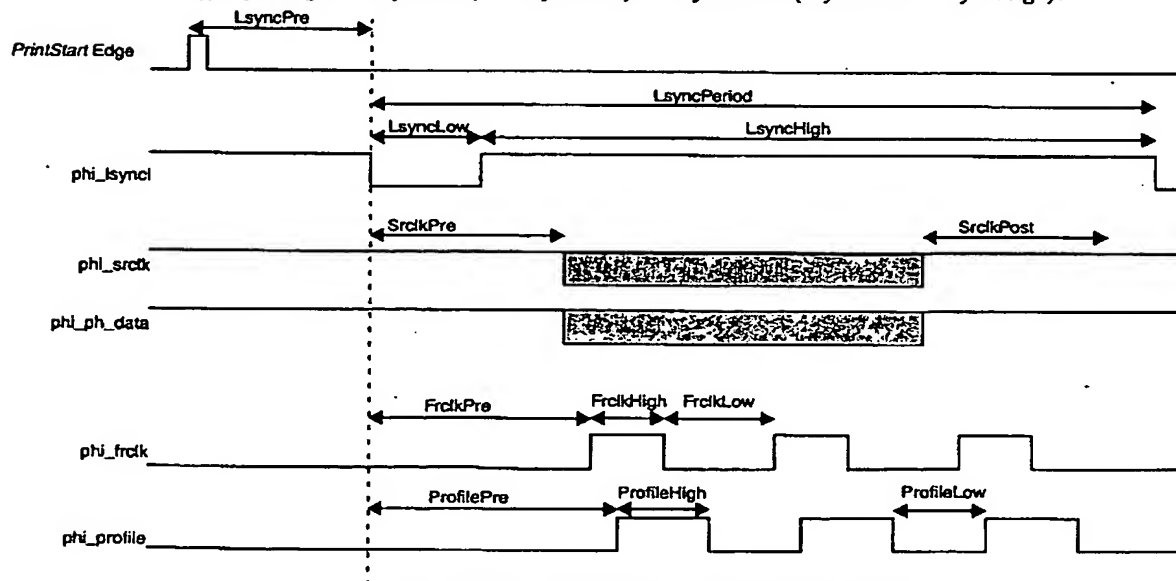 LsyncPre
PrintStart Edge
LsyncPeriod
LsyncLow
LsyncHigh
phi_lsyncl
SrclkPre
SrclkPost
phi_srclk
phi_ph_data
FrclkPre
FrclkHigh
FrclkLow
phi_frclk
ProfilePre
ProfileHigh
ProfileLow
phi_profile